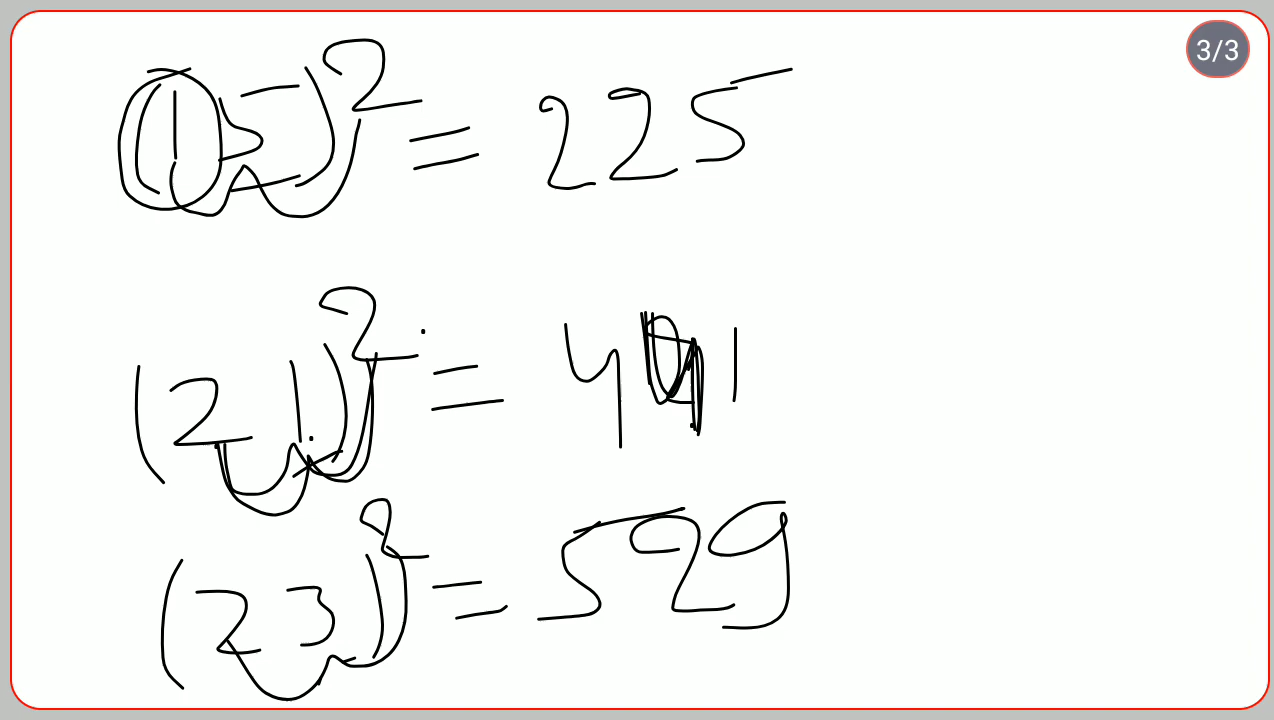 3/3
(15)² = 225
(21)² = 441
(23)² = 529